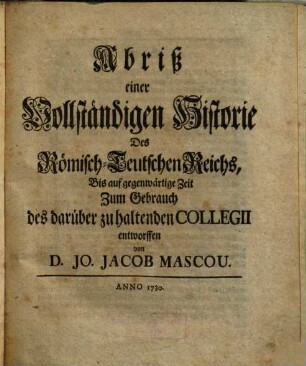 Abriß
einer
Vollständigen Historie
Des
Römisch-Teutschen Reichs,
Bis auf gegenwärtige Zeit
Zum Gebrauch
des darüber zu haltenden COLLEGII
entworffen
von
D. JO. JACOB MASCOU.
ANNO 1730.